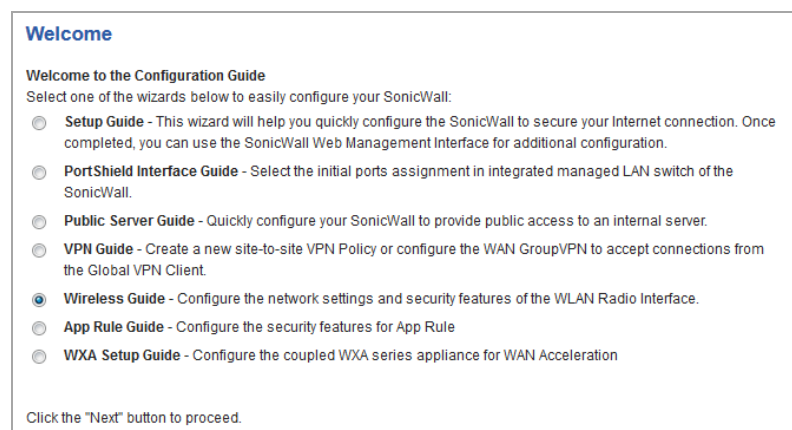 Welcome
Welcome to the Configuration Guide
Select one of the wizards below to easily configure your SonicWall:
Setup Guide - This wizard will help you quickly configure the SonicWall to secure your Internet connection. Once
completed, you can use the SonicWall Web Management Interface for additional configuration.
PortShield Interface Guide - Select the initial ports assignment in integrated managed LAN switch of the
SonicWall.
Public Server Guide - Quickly configure your SonicWall to provide public access to an internal server.
VPN Guide - Create a new site-to-site VPN Policy or configure the WAN GroupVPN to accept connections from
the Global VPN Client.
Wireless Guide - Configure the network settings and security features of the WLAN Radio Interface.
App Rule Guide - Configure the security features for App Rule
WXA Setup Guide - Configure the coupled WXA series appliance for WAN Acceleration
Click the "Next" button to proceed.